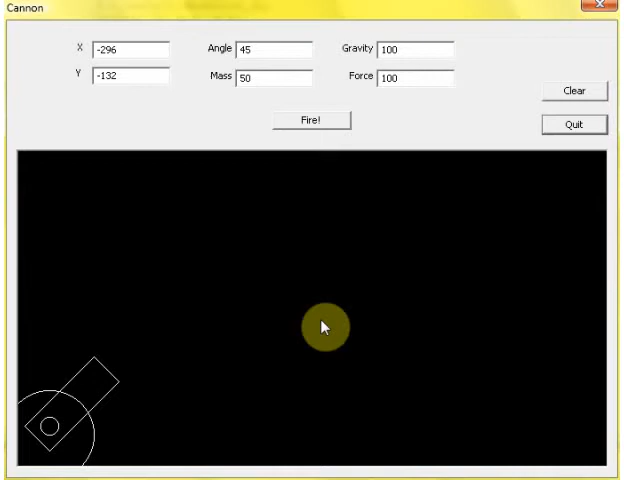 Cannon
X -296 Angle 45 Gravity 100
Y -132 Mass 50 Force 100
Clear
Fire!
Quit